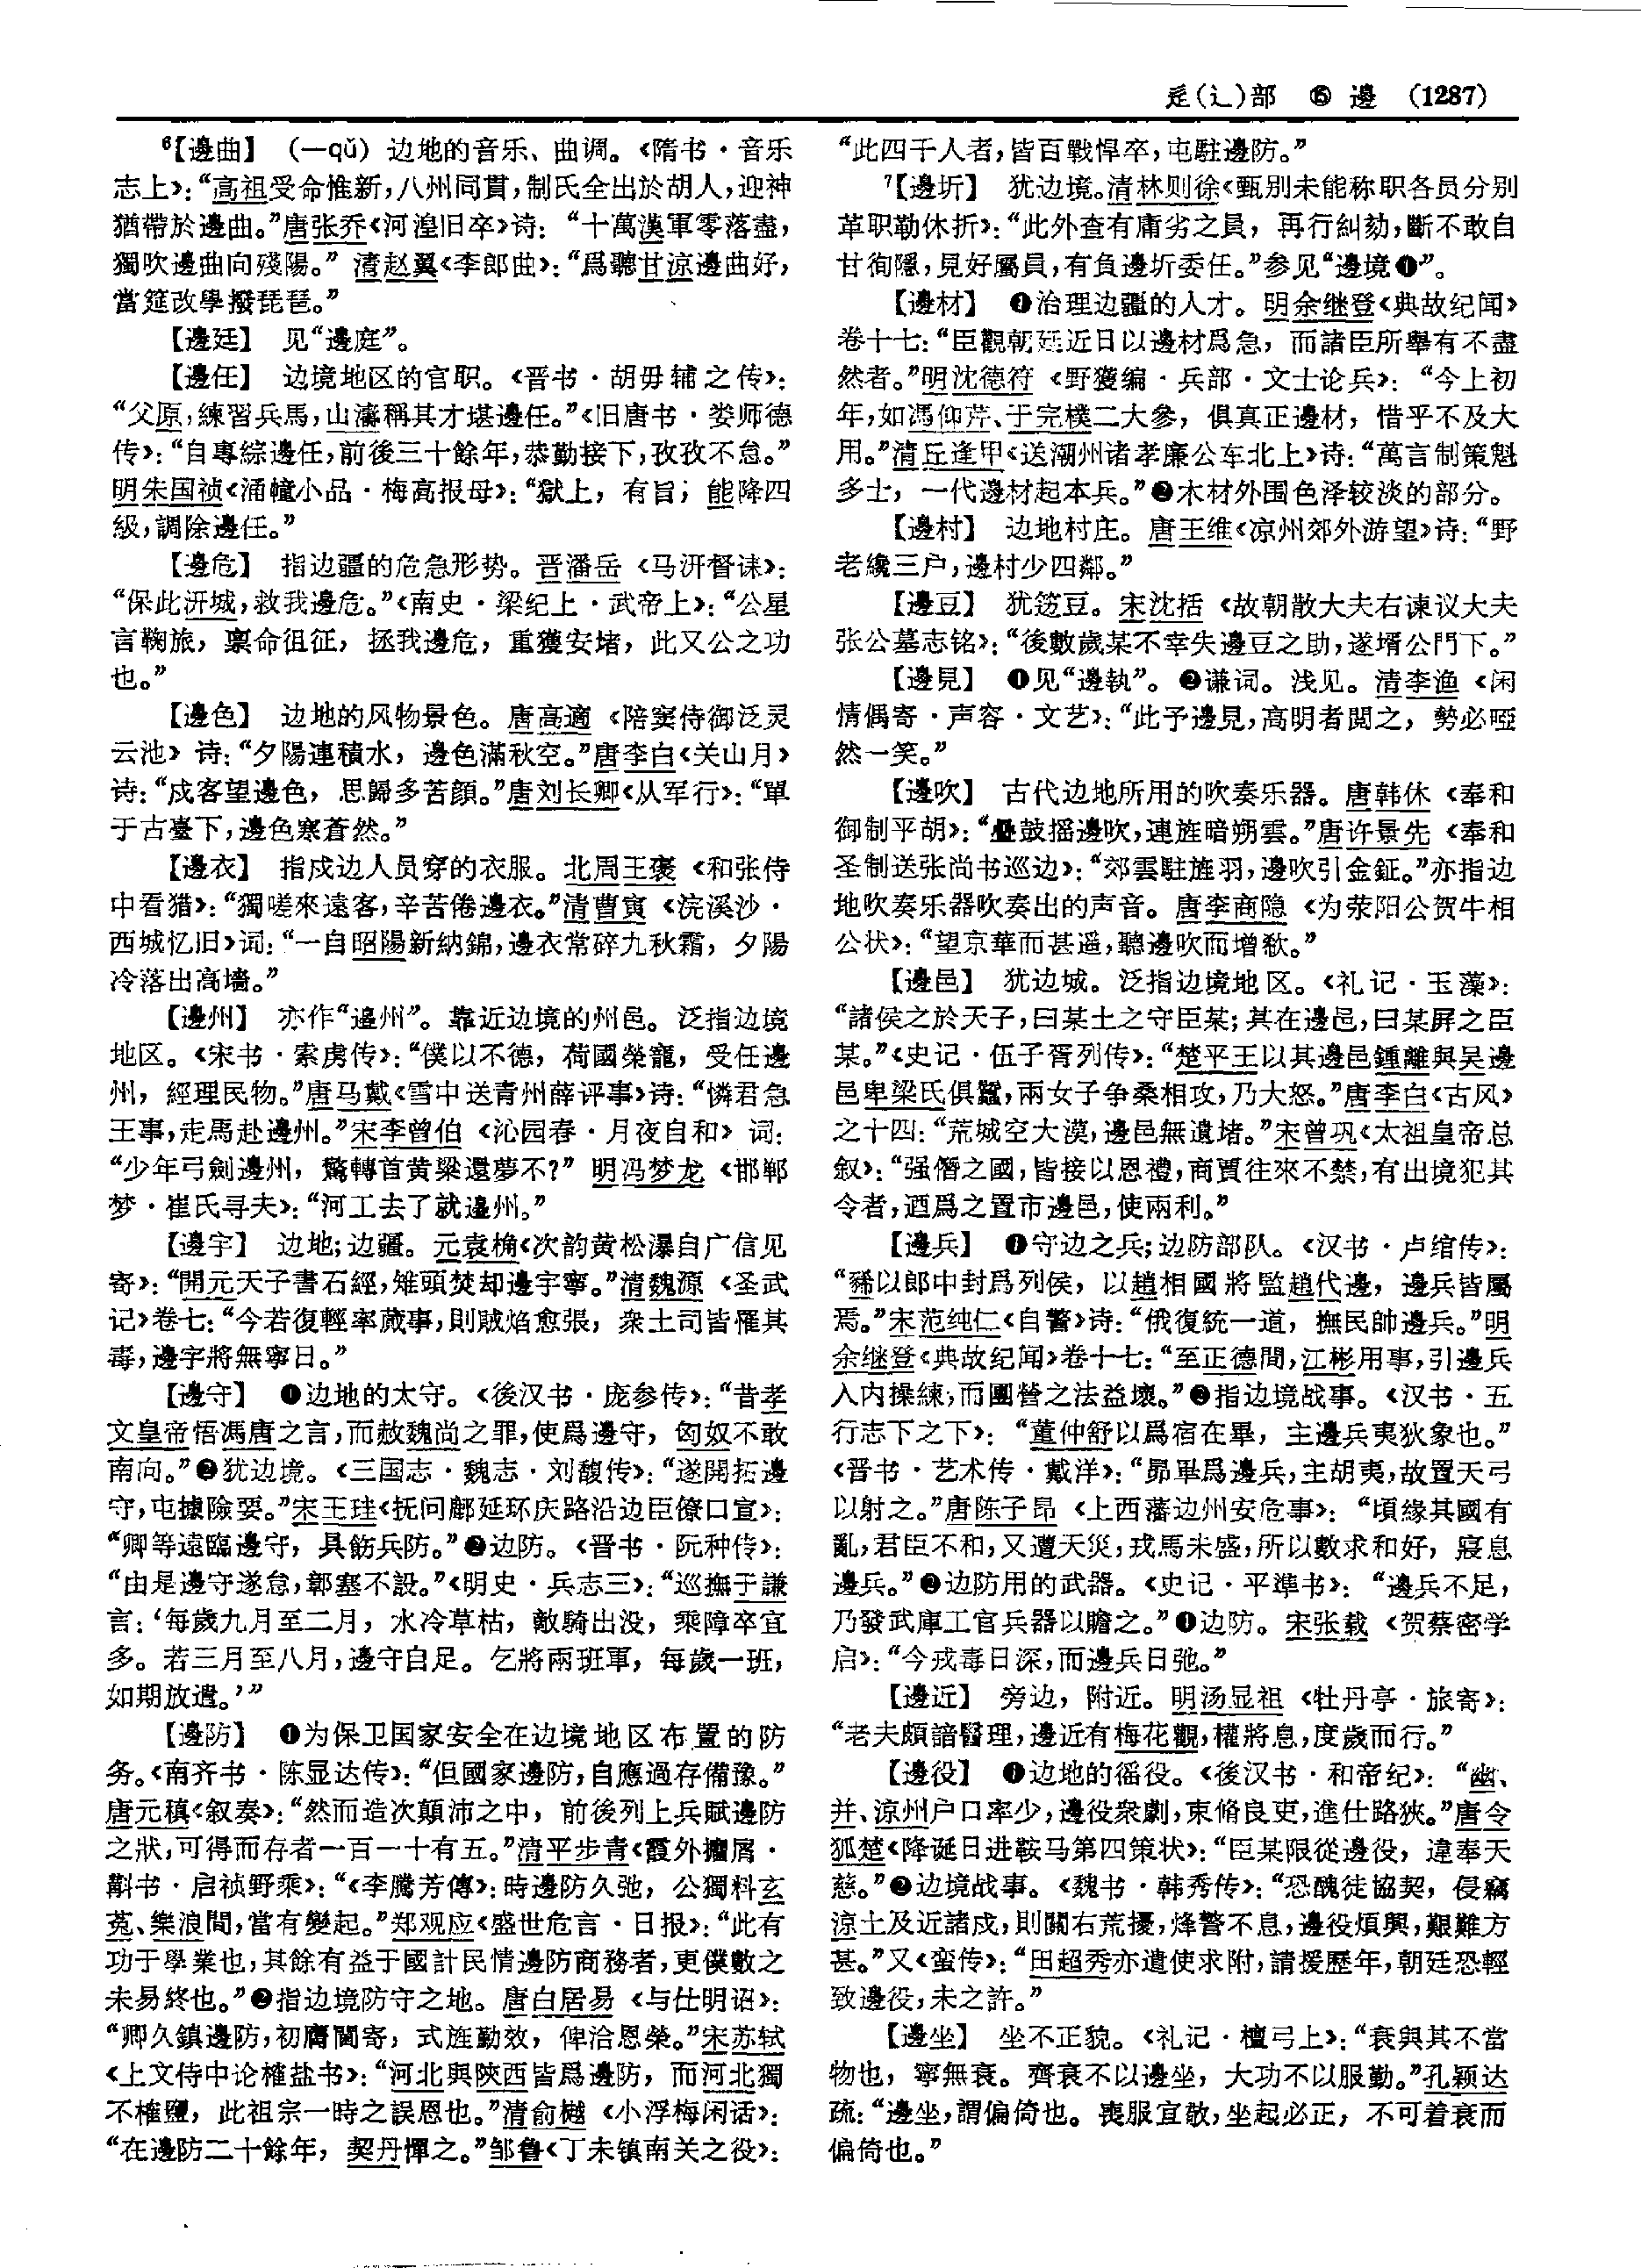 辵(辶)部 ⑮ 邊 (1287)
⁶【邊曲】 (一qǔ) 边地的音乐、曲调。《隋书·音乐
志上》：“高祖受命惟新，八州同貫，制氏全出於胡人，迎神
猶帶於邊曲。”唐张乔《河湟旧卒》诗：“十萬漢軍零落盡，
獨吹邊曲向殘陽。”清赵翼《李郎曲》：“爲聽甘涼邊曲好，
當筵改學撥琵琶。”
【邊廷】 见“邊庭”。
【邊任】 边境地区的官职。《晋书·胡毋辅之传》：
“父原，練習兵馬，山濤稱其才堪邊任。”《旧唐书·娄师德
传》：“自專綜邊任，前後三十餘年，恭勤接下，孜孜不怠。”
明朱国祯《涌幢小品·梅高报母》：“獄上，有旨；能降四
級，調除邊任。”
【邊危】 指边疆的危急形势。晋潘岳《马汧督诔》：
“保此汧城，救我邊危。”《南史·梁纪上·武帝上》：“公星
言鞠旅，禀命徂征，拯我邊危，重獲安堵，此又公之功
也。”
【邊色】 边地的风物景色。唐高適《陪窦侍御泛灵
云池》诗：“夕陽連積水，邊色滿秋空。”唐李白《关山月》
诗：“戍客望邊色，思歸多苦顔。”唐刘长卿《从军行》：“單
于古臺下，邊色寒蒼然。”
【邊衣】 指戍边人员穿的衣服。北周王褒《和张侍
中看猎》：“獨嗟來遠客，辛苦倦邊衣。”清曹寅《浣溪沙·
西城忆旧》词：“一自昭陽新納錦，邊衣常碎九秋霜，夕陽
冷落出高墻。”
【邊州】 亦作“邉州”。靠近边境的州邑。泛指边境
地区。《宋书·索虏传》：“僕以不德，荷國榮寵，受任邊
州，經理民物。”唐马戴《雪中送青州薛评事》诗：“憐君急
王事，走馬赴邊州。”宋李曾伯《沁园春·月夜自和》词：
“少年弓劍邊州，驚轉首黄粱還夢不？”明冯梦龙《邯郸
梦·崔氏寻夫》：“河工去了就邉州。”
【邊宇】 边地；边疆。元袁桷《次韵黄松瀑自广信见
寄》：“開元天子書石經，雉頭焚却邊宇寧。”清魏源《圣武
记》卷七：“今若復輕率蕆事，則賊焰愈張，衆土司皆罹其
毒，邊宇將無寧日。”
【邊守】 ❶边地的太守。《後汉书·庞参传》：“昔孝
文皇帝悟馮唐之言，而赦魏尚之罪，使爲邊守，匈奴不敢
南向。”❷犹边境。《三国志·魏志·刘馥传》：“遂開拓邊
守，屯據險要。”宋王珪《抚问鄜延环庆路沿边臣僚口宣》：
“卿等遠臨邊守，具飭兵防。”❸边防。《晋书·阮种传》：
“由是邊守遂怠，鄣塞不設。”《明史·兵志三》：“巡撫于謙
言：‘每歲九月至二月，水冷草枯，敵騎出没，乘障卒宜
多。若三月至八月，邊守自足。乞將兩班軍，每歲一班，
如期放遣。’”
【邊防】 ❶为保卫国家安全在边境地区布置的防
务。《南齐书·陈显达传》：“但國家邊防，自應過存備豫。”
唐元稹《叙奏》：“然而造次顛沛之中，前後列上兵賦邊防
之狀，可得而存者一百一十有五。”清平步青《霞外攟屑·
斠书·启祯野乘》：“《李騰芳傳》：時邊防久弛，公獨料玄
菟、樂浪間，當有變起。”郑观应《盛世危言·日报》：“此有
功于學業也，其餘有益于國計民情邊防商務者，更僕數之
未易終也。”❷指边境防守之地。唐白居易《与仕明诏》：
“卿久鎮邊防，初膺閫寄，式旌勤效，俾洽恩榮。”宋苏轼
《上文侍中论榷盐书》：“河北與陝西皆爲邊防，而河北獨
不榷鹽，此祖宗一時之誤恩也。”清俞樾《小浮梅闲话》：
“在邊防二十餘年，契丹憚之。”邹鲁《丁未镇南关之役》：
“此四千人者，皆百戰悍卒，屯駐邊防。”
⁷【邊圻】 犹边境。清林则徐《甄别未能称职各员分别
革职勒休折》：“此外查有庸劣之員，再行糾劾，斷不敢自
甘徇隱，見好屬員，有負邊圻委任。”参见“邊境❶”。
【邊材】 ❶治理边疆的人才。明余继登《典故纪闻》
卷十七：“臣觀朝廷近日以邊材爲急，而諸臣所舉有不盡
然者。”明沈德符《野獲编·兵部·文士论兵》：“今上初
年，如馮仰芹、于完樸二大參，俱真正邊材，惜乎不及大
用。”清丘逢甲《送潮州诸孝廉公车北上》诗：“萬言制策魁
多士，一代邊材起本兵。”❷木材外围色泽较淡的部分。
【邊村】 边地村庄。唐王维《凉州郊外游望》诗：“野
老纔三户，邊村少四鄰。”
【邊豆】 犹笾豆。宋沈括《故朝散大夫右谏议大夫
张公墓志铭》：“後數歲某不幸失邊豆之助，遂壻公門下。”
【邊見】 ❶见“邊執”。❷谦词。浅见。清李渔《闲
情偶寄·声容·文艺》：“此予邊見，高明者閲之，勢必啞
然一笑。”
【邊吹】 古代边地所用的吹奏乐器。唐韩休《奉和
御制平胡》：“疊鼓摇邊吹，連旌暗朔雲。”唐许景先《奉和
圣制送张尚书巡边》：“郊雲駐旌羽，邊吹引金鉦。”亦指边
地吹奏乐器吹奏出的声音。唐李商隐《为荥阳公贺牛相
公状》：“望京華而甚遥，聽邊吹而增欷。”
【邊邑】 犹边城。泛指边境地区。《礼记·玉藻》：
“諸侯之於天子，曰某土之守臣某；其在邊邑，曰某屏之臣
某。”《史记·伍子胥列传》：“楚平王以其邊邑鍾離與吴邊
邑卑梁氏俱蠶，兩女子争桑相攻，乃大怒。”唐李白《古风》
之十四：“荒城空大漠，邊邑無遺堵。”宋曾巩《太祖皇帝总
叙》：“强僭之國，皆接以恩禮，商賈往來不禁，有出境犯其
令者，迺爲之置市邊邑，使兩利。”
【邊兵】 ❶守边之兵；边防部队。《汉书·卢绾传》：
“豨以郎中封爲列侯，以趙相國將監趙代邊，邊兵皆屬
焉。”宋范纯仁《自警》诗：“俄復統一道，撫民帥邊兵。”明
余继登《典故纪闻》卷十七：“至正德間，江彬用事，引邊兵
入内操練，而團營之法益壞。”❷指边境战事。《汉书·五
行志下之下》：“董仲舒以爲宿在畢，主邊兵夷狄象也。”
《晋书·艺术传·戴洋》：“昴畢爲邊兵，主胡夷，故置天弓
以射之。”唐陈子昂《上西蕃边州安危事》：“頃緣其國有
亂，君臣不和，又遭天災，戎馬未盛，所以數求和好，寢息
邊兵。”❸边防用的武器。《史记·平準书》：“邊兵不足，
乃發武庫工官兵器以贍之。”❹边防。宋张载《贺蔡密学
启》：“今戎毒日深，而邊兵日弛。”
【邊近】 旁边，附近。明汤显祖《牡丹亭·旅寄》：
“老夫頗諳醫理，邊近有梅花觀，權將息，度歲而行。”
【邊役】 ❶边地的徭役。《後汉书·和帝纪》：“幽、
并、涼州户口率少，邊役衆劇，束脩良吏，進仕路狹。”唐令
狐楚《降诞日进鞍马第四策状》：“臣某限從邊役，違奉天
慈。”❷边境战事。《魏书·韩秀传》：“恐醜徒協契，侵竊
涼土及近諸戍，則關右荒擾，烽警不息，邊役煩興，艱難方
甚。”又《蛮传》：“田超秀亦遣使求附，請援歷年，朝廷恐輕
致邊役，未之許。”
【邊坐】 坐不正貌。《礼记·檀弓上》：“衰與其不當
物也，寧無衰。齊衰不以邊坐，大功不以服勤。”孔颖达
疏：“邊坐，謂偏倚也。喪服宜敬，坐起必正，不可着衰而
偏倚也。”